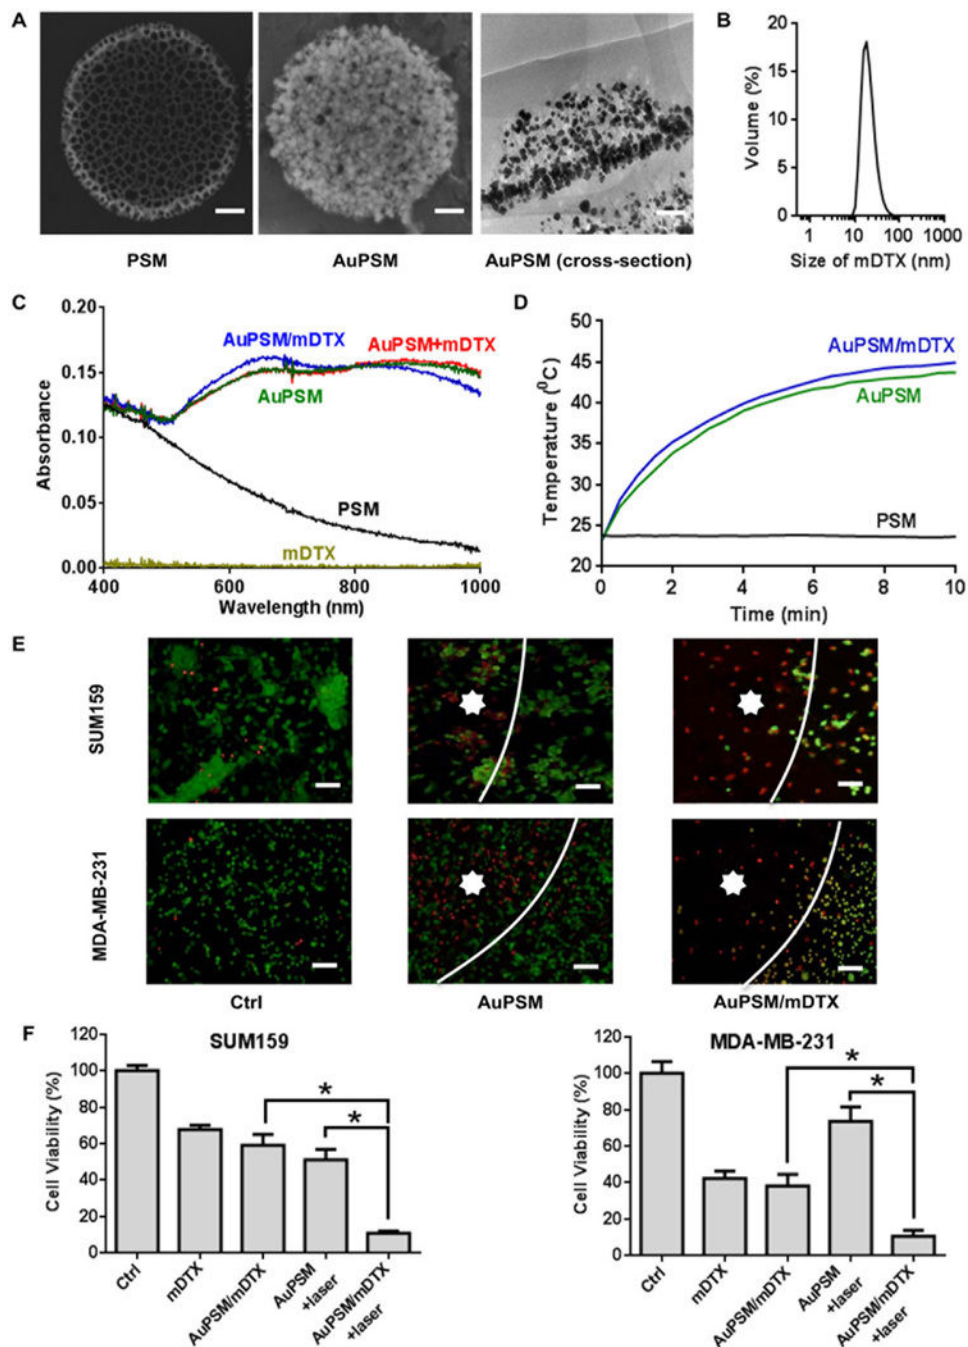 A
PSM
AuPSM
AuPSM (cross-section)
B
Volume (%)
20
15
10
5
0
1
10
100
1000
Size of mDTX (nm)
C
Absorbance
0.20
0.15
0.10
0.05
0.00
400
600
800
1000
Wavelength (nm)
AuPSM/mDTX
AuPSM+mDTX
AuPSM
PSM
mDTX
D
Temperature (⁰C)
50
45
40
35
30
25
20
0
2
4
6
8
10
Time (min)
AuPSM/mDTX
AuPSM
PSM
E
SUM159
MDA-MB-231
Ctrl
AuPSM
AuPSM/mDTX
F
SUM159
Cell Viability (%)
120
100
80
60
40
20
0
*
*
Ctrl
mDTX
AuPSM/mDTX
AuPSM
+laser
AuPSM/mDTX
+laser
MDA-MB-231
Cell Viability (%)
120
100
80
60
40
20
0
*
*
Ctrl
mDTX
AuPSM/mDTX
AuPSM
+laser
AuPSM/mDTX
+laser